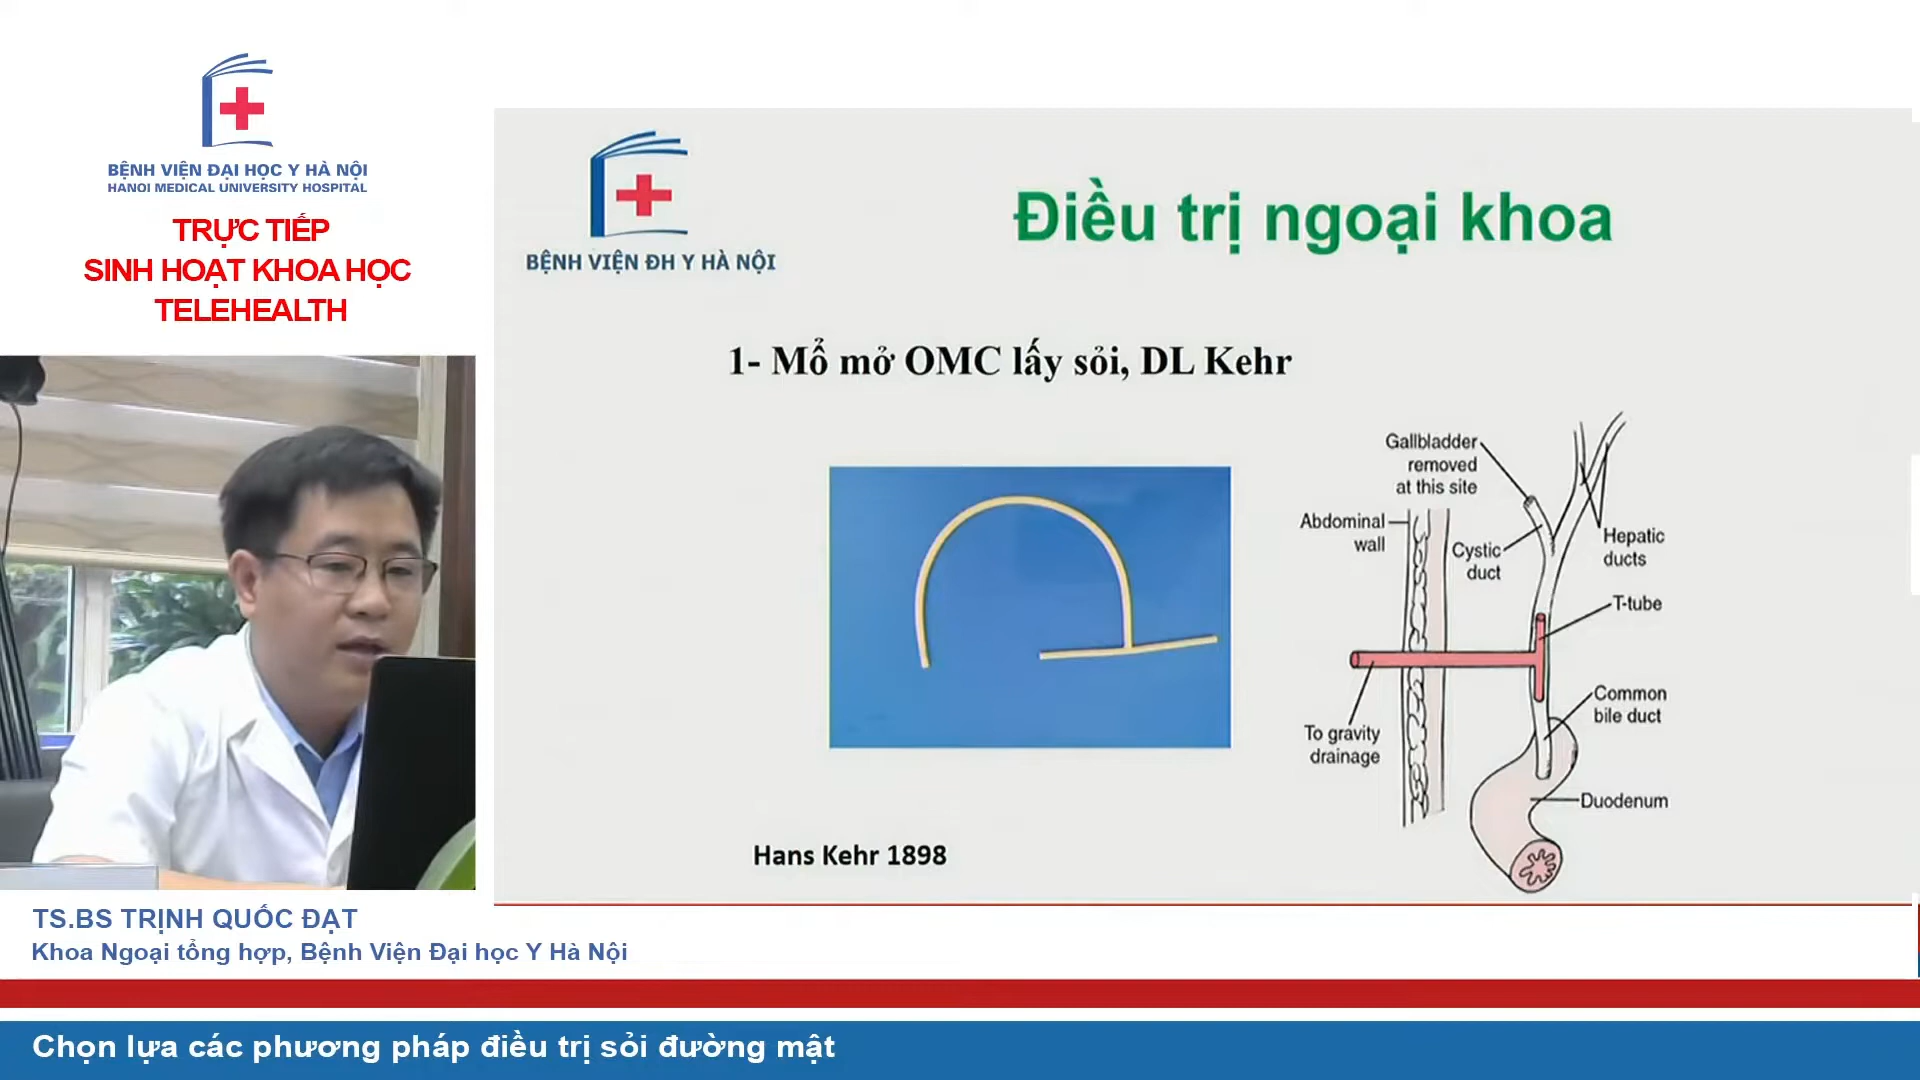 BỆNH VIỆN ĐẠI HỌC Y HÀ NỘI
HANOI MEDICAL UNIVERSITY HOSPITAL
TRỰC TIẾP
SINH HOẠT KHOA HỌC
TELEHEALTH
BỆNH VIỆN ĐH Y HÀ NỘI
Điều trị ngoại khoa
1- Mổ mở OMC lấy sỏi, DL Kehr
Gallbladder
removed
at this site
Abdominal
wall
Cystic
duct
Hepatic
ducts
T-tube
To gravity
drainage
Common
bile duct
Duodenum
Hans Kehr 1898
TS.BS TRỊNH QUỐC ĐẠT
Khoa Ngoại tổng hợp, Bệnh Viện Đại học Y Hà Nội
Chọn lựa các phương pháp điều trị sỏi đường mật